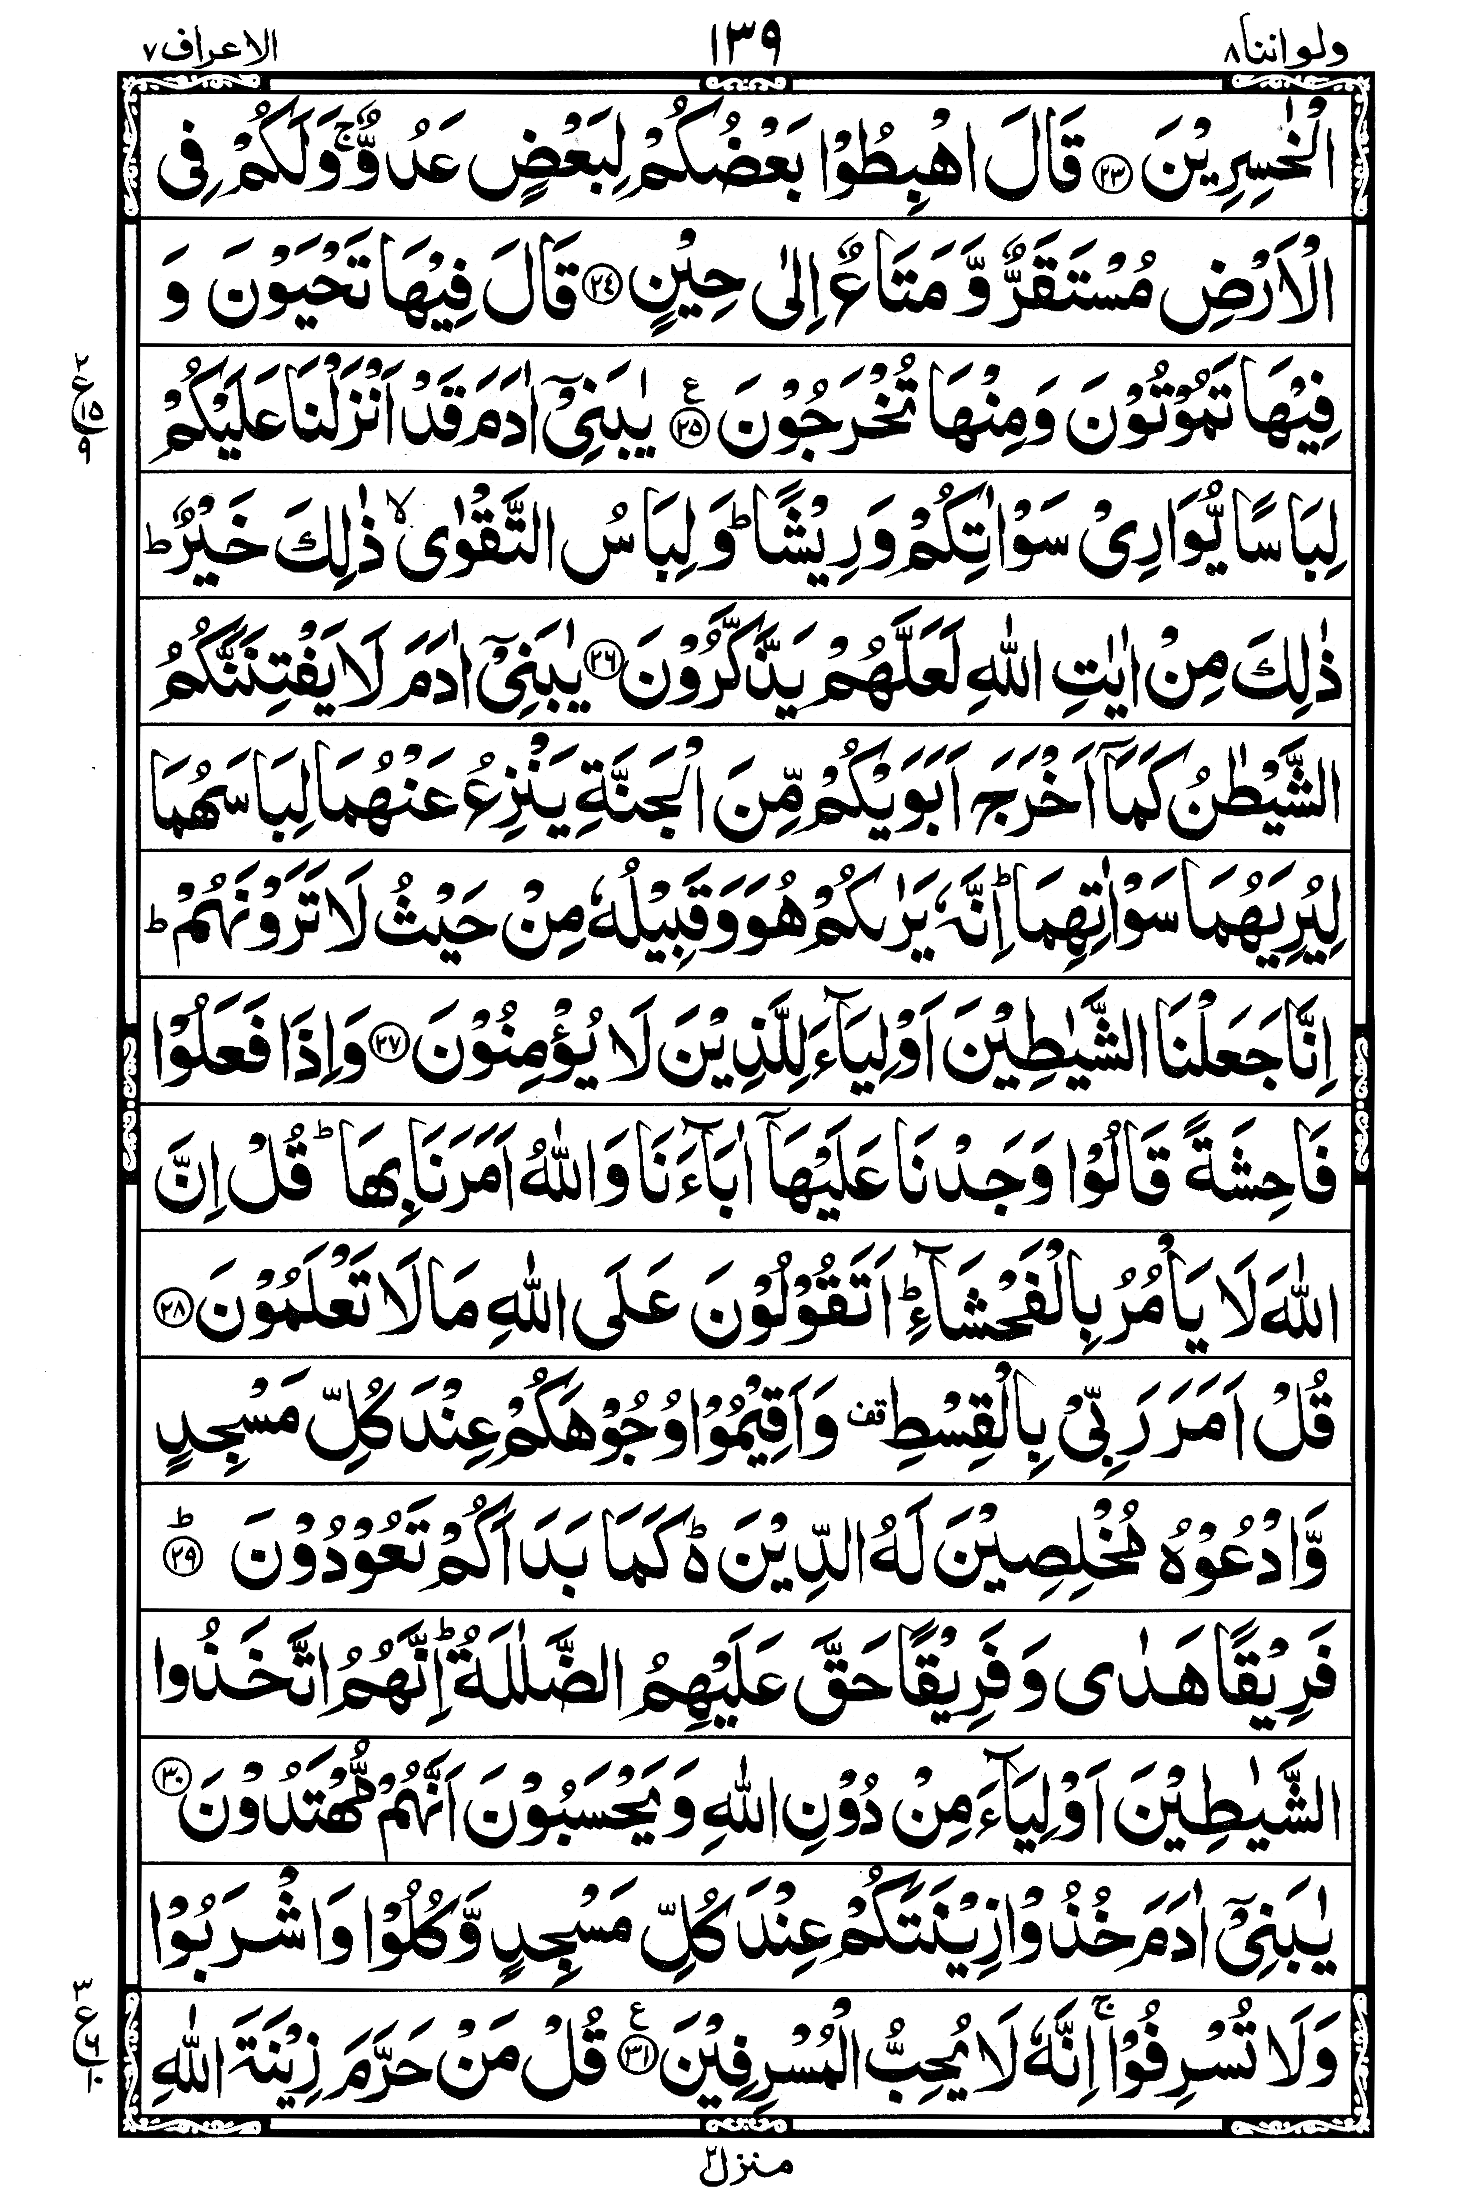 ولو اننا ٨
١٣٩
الاعراف ٧
الْخٰسِرِيْنَ ﴿٢٣﴾ قَالَ اهْبِطُوْا بَعْضُكُمْ لِبَعْضٍ عَدُوٌّ ۚ وَلَكُمْ فِى
الْاَرْضِ مُسْتَقَرٌّ وَّ مَتَاعٌ اِلٰى حِيْنٍ ﴿٢٤﴾ قَالَ فِيْهَا تَحْيَوْنَ وَ
فِيْهَا تَمُوْتُوْنَ وَمِنْهَا تُخْرَجُوْنَ ﴿٢٥﴾ ع يٰبَنِىْٓ اٰدَمَ قَدْ اَنْزَلْنَا عَلَيْكُمْ
٢ ع ١٥ ٩
لِبَاسًا يُّوَارِىْ سَوْاٰتِكُمْ وَرِيْشًا ؕ وَلِبَاسُ التَّقْوٰى ۙ ذٰلِكَ خَيْرٌ ؕ
ذٰلِكَ مِنْ اٰيٰتِ اللّٰهِ لَعَلَّهُمْ يَذَّكَّرُوْنَ ﴿٢٦﴾ يٰبَنِىْٓ اٰدَمَ لَا يَفْتِنَنَّكُمُ
الشَّيْطٰنُ كَمَآ اَخْرَجَ اَبَوَيْكُمْ مِّنَ الْجَنَّةِ يَنْزِعُ عَنْهُمَا لِبَاسَهُمَا
لِيُرِيَهُمَا سَوْاٰتِهِمَا ؕ اِنَّهٗ يَرٰىكُمْ هُوَ وَقَبِيْلُهٗ مِنْ حَيْثُ لَا تَرَوْنَهُمْ ؕ
اِنَّا جَعَلْنَا الشَّيٰطِيْنَ اَوْلِيَآءَ لِلَّذِيْنَ لَا يُؤْمِنُوْنَ ﴿٢٧﴾ وَاِذَا فَعَلُوْا
فَاحِشَةً قَالُوْا وَجَدْنَا عَلَيْهَآ اٰبَآءَنَا وَاللّٰهُ اَمَرَنَا بِهَا ؕ قُلْ اِنَّ
اللّٰهَ لَا يَاْمُرُ بِالْفَحْشَآءِ ؕ اَتَقُوْلُوْنَ عَلَى اللّٰهِ مَا لَا تَعْلَمُوْنَ ﴿٢٨﴾
قُلْ اَمَرَ رَبِّىْ بِالْقِسْطِ قف وَاَقِيْمُوْا وُجُوْهَكُمْ عِنْدَ كُلِّ مَسْجِدٍ
وَّادْعُوْهُ مُخْلِصِيْنَ لَهُ الدِّيْنَ ۬ؕ كَمَا بَدَاَكُمْ تَعُوْدُوْنَ ؕ ﴿٢٩﴾
فَرِيْقًا هَدٰى وَفَرِيْقًا حَقَّ عَلَيْهِمُ الضَّلٰلَةُ ؕ اِنَّهُمُ اتَّخَذُوا
الشَّيٰطِيْنَ اَوْلِيَآءَ مِنْ دُوْنِ اللّٰهِ وَيَحْسَبُوْنَ اَنَّهُمْ مُّهْتَدُوْنَ ﴿٣٠﴾
يٰبَنِىْٓ اٰدَمَ خُذُوْا زِيْنَتَكُمْ عِنْدَ كُلِّ مَسْجِدٍ وَّكُلُوْا وَاشْرَبُوْا
وَلَا تُسْرِفُوْا ۚ اِنَّهٗ لَا يُحِبُّ الْمُسْرِفِيْنَ ﴿٣١﴾ ع قُلْ مَنْ حَرَّمَ زِيْنَةَ اللّٰهِ
٣ ع ٦ ١٠
منزل ٢